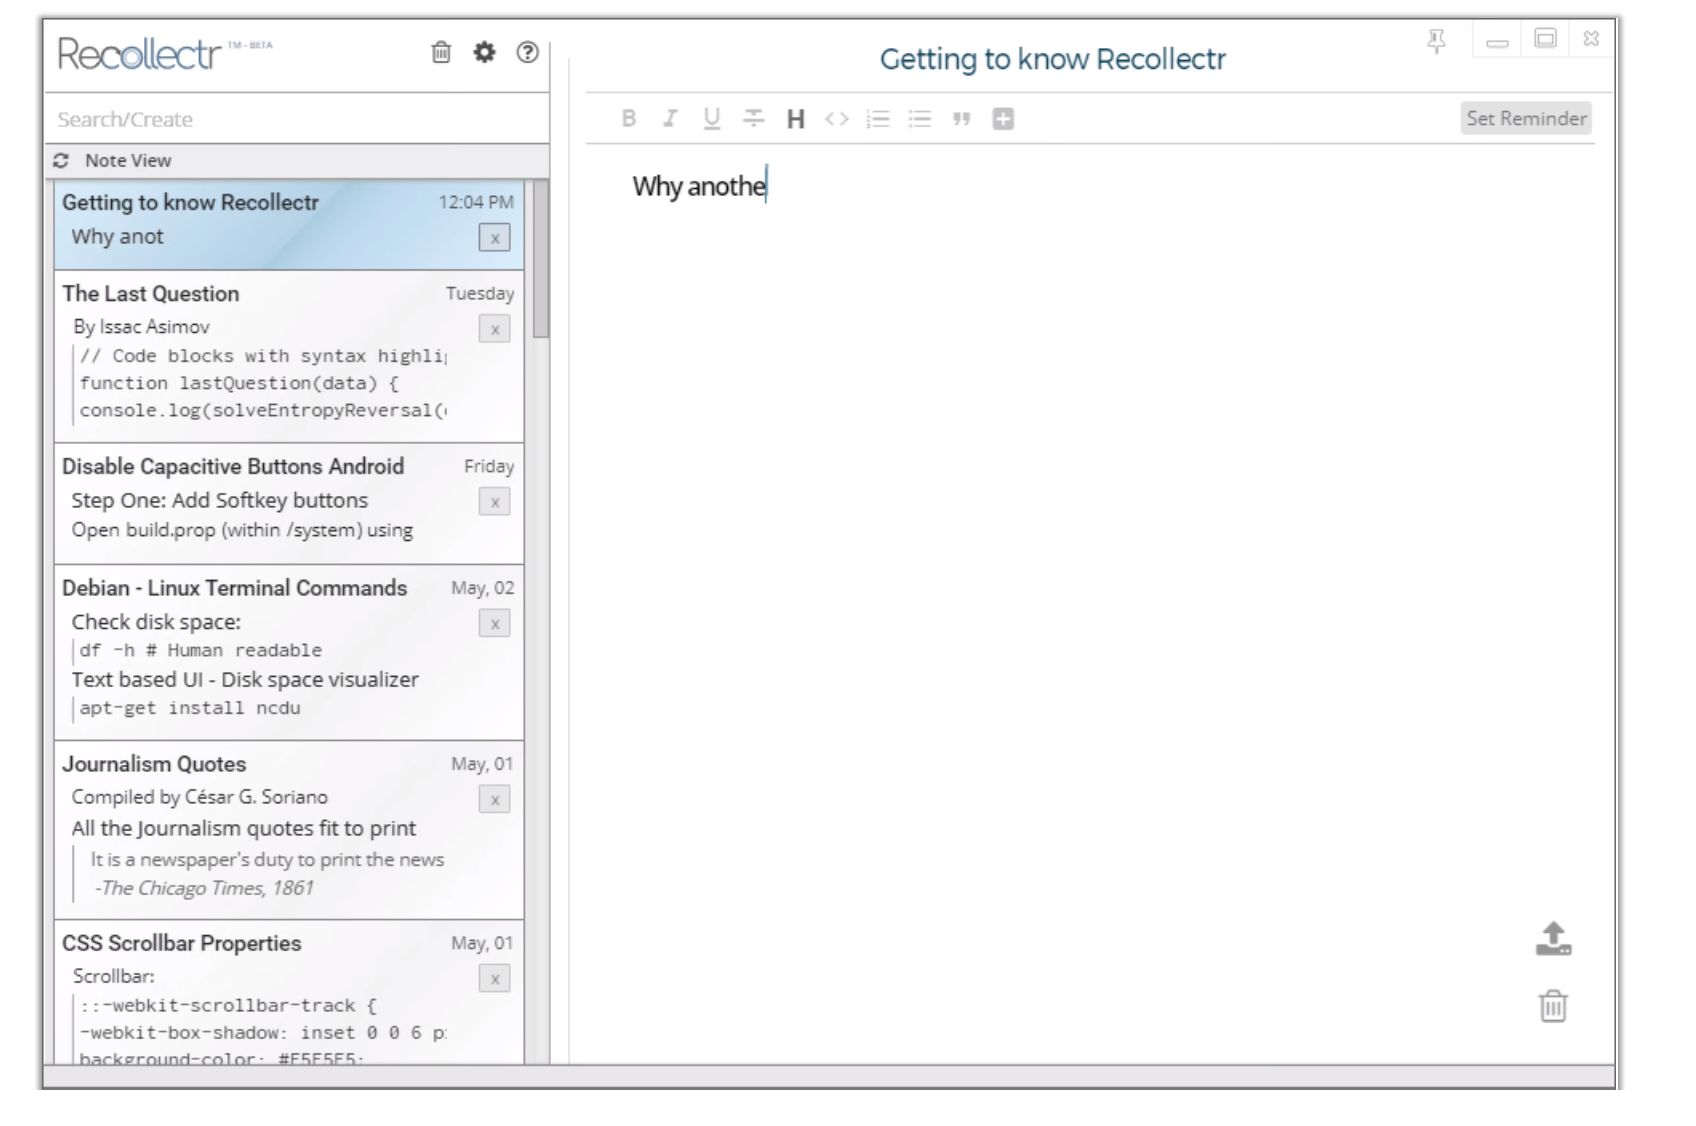 Recollectr TM - BETA
Search/Create
Note View
Getting to know Recollectr 12:04 PM
Why anot
x
The Last Question Tuesday
By Issac Asimov
x
// Code blocks with syntax highli
function lastQuestion(data) {
console.log(solveEntropyReversal(
Disable Capacitive Buttons Android Friday
Step One: Add Softkey buttons
x
Open build.prop (within /system) using
Debian - Linux Terminal Commands May, 02
Check disk space:
x
df -h # Human readable
Text based UI - Disk space visualizer
apt-get install ncdu
Journalism Quotes May, 01
Compiled by César G. Soriano
x
All the Journalism quotes fit to print
It is a newspaper's duty to print the news
-The Chicago Times, 1861
CSS Scrollbar Properties May, 01
Scrollbar:
x
::-webkit-scrollbar-track {
-webkit-box-shadow: inset 0 0 6 p
background-color: #F5F5F5;
Getting to know Recollectr
B I U H <>
Set Reminder
Why anothe